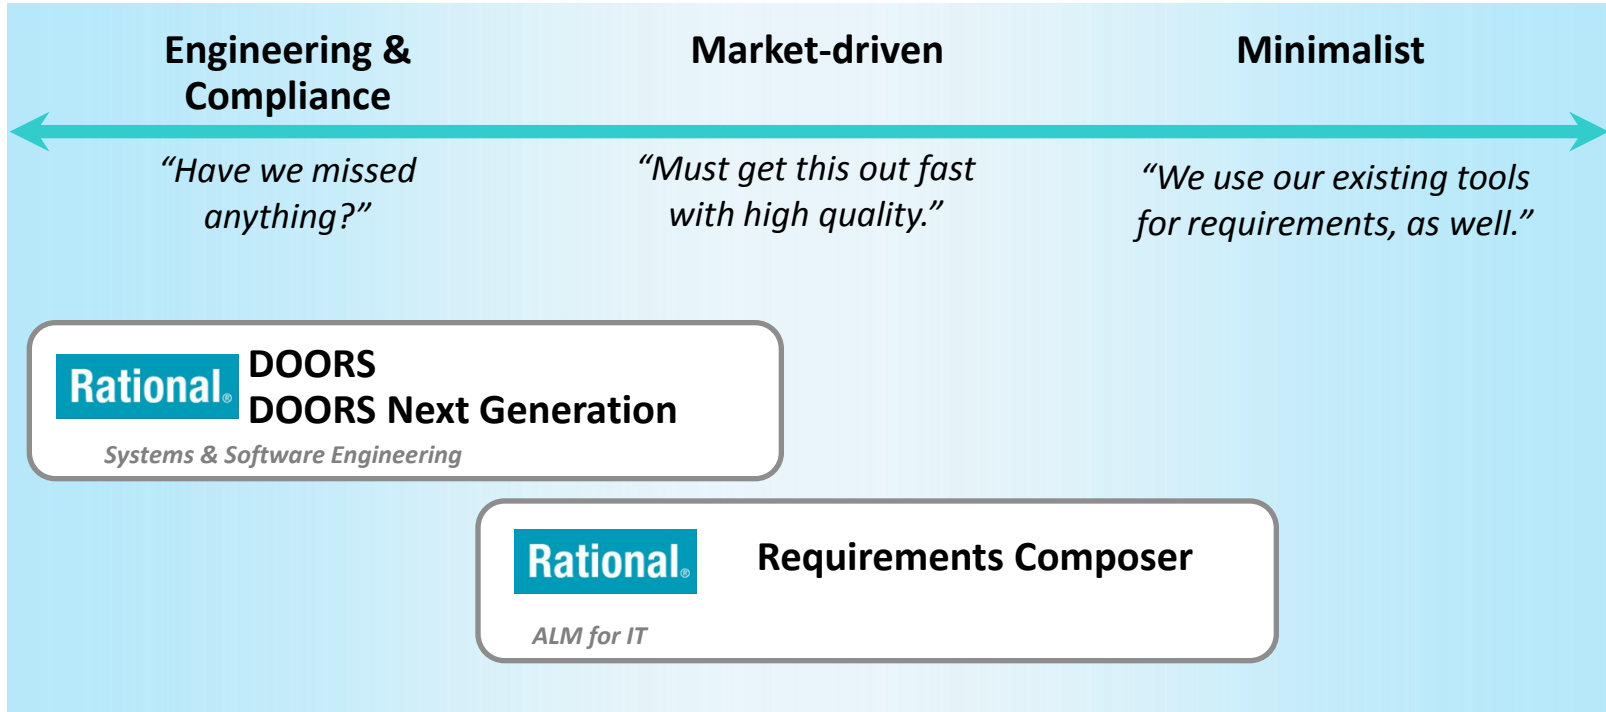 Engineering &
Compliance
Market-driven
Minimalist
“Have we missed
anything?”
“Must get this out fast
with high quality.”
“We use our existing tools
for requirements, as well.”
Rational®
DOORS
DOORS Next Generation
Systems & Software Engineering
Rational®
Requirements Composer
ALM for IT